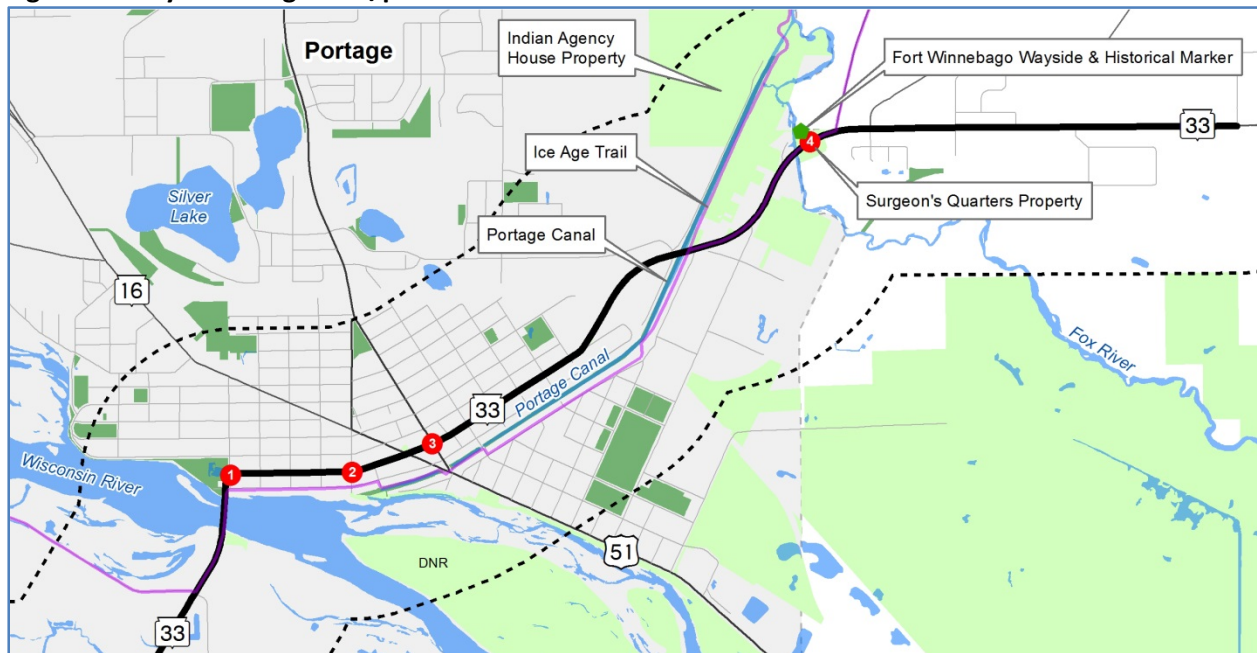 Portage
Indian Agency
House Property
Fort Winnebago Wayside & Historical Marker
33
4
Ice Age Trail
Surgeon's Quarters Property
Silver
Lake
Portage Canal
16
Fox River
33
Portage Canal
3
2
1
Wisconsin River
51
DNR
33